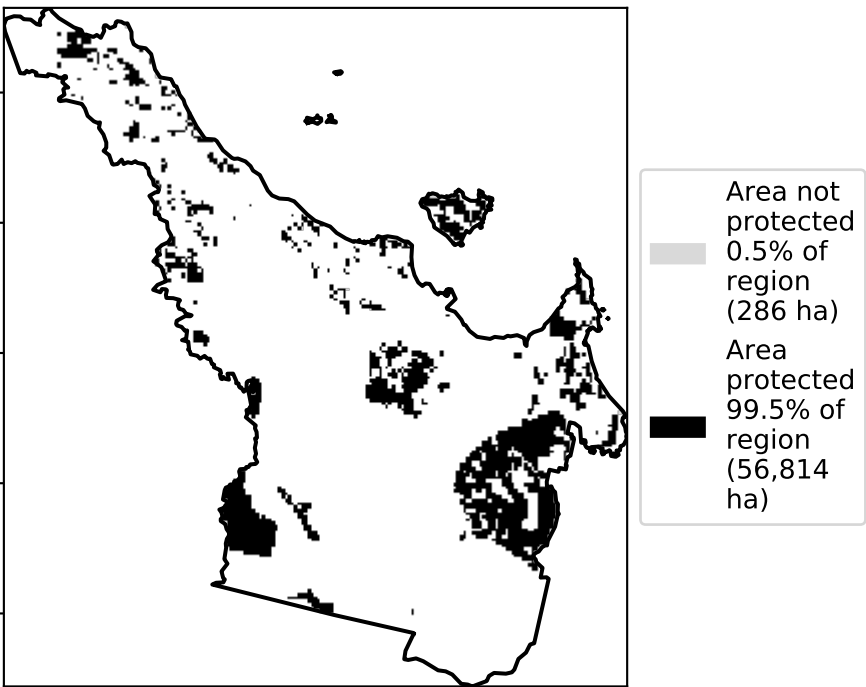 Area not
protected
0.5% of
region
(286 ha)
Area
protected
99.5% of
region
(56,814
ha)